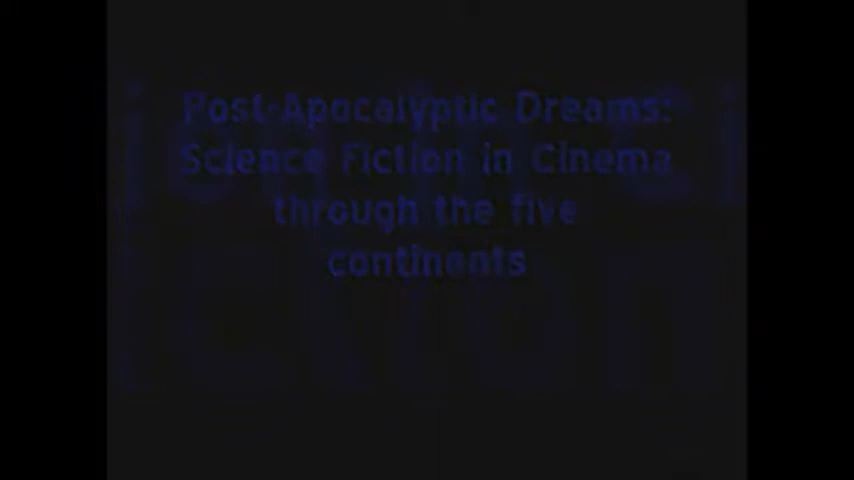 Post-Apocalyptic Dreams:
Science Fiction in Cinema
through the five
continents